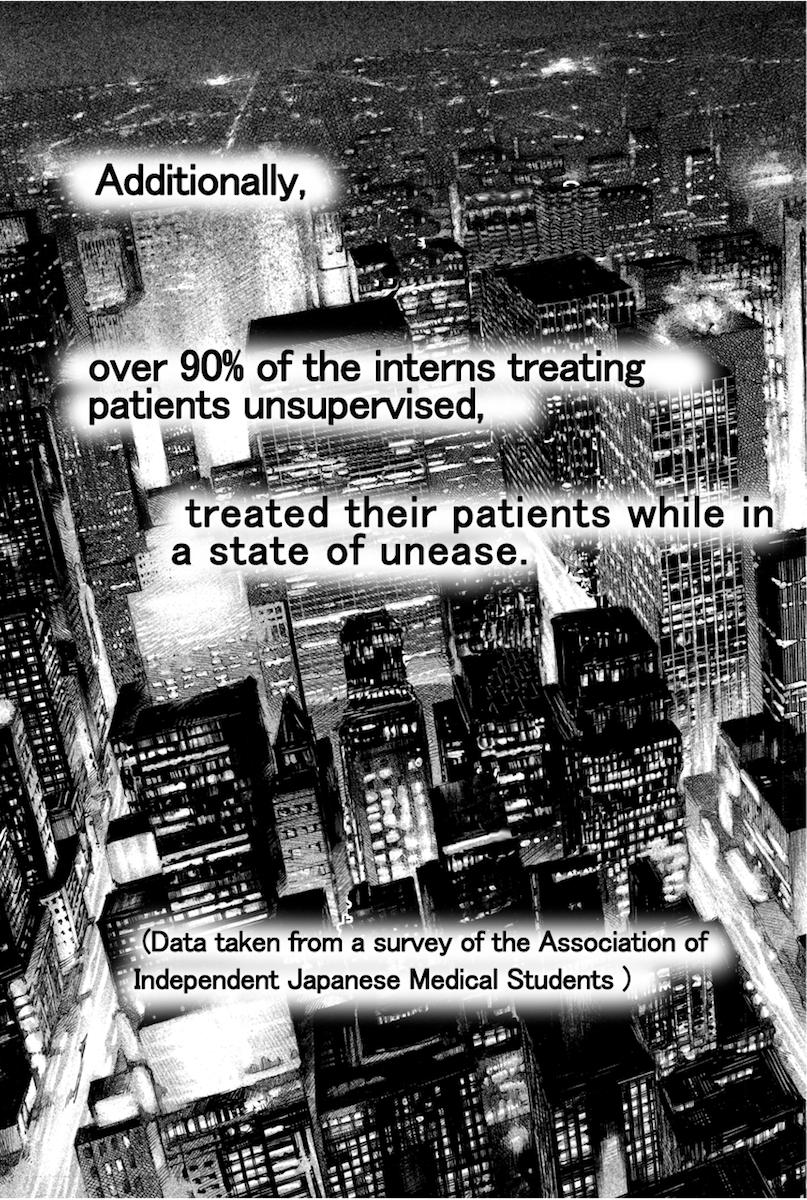 Additionally,
over 90% of the interns treating
patients unsupervised,
treated their patients while in
a state of unease.
(Data taken from a survey of the Association of
Independent Japanese Medical Students )